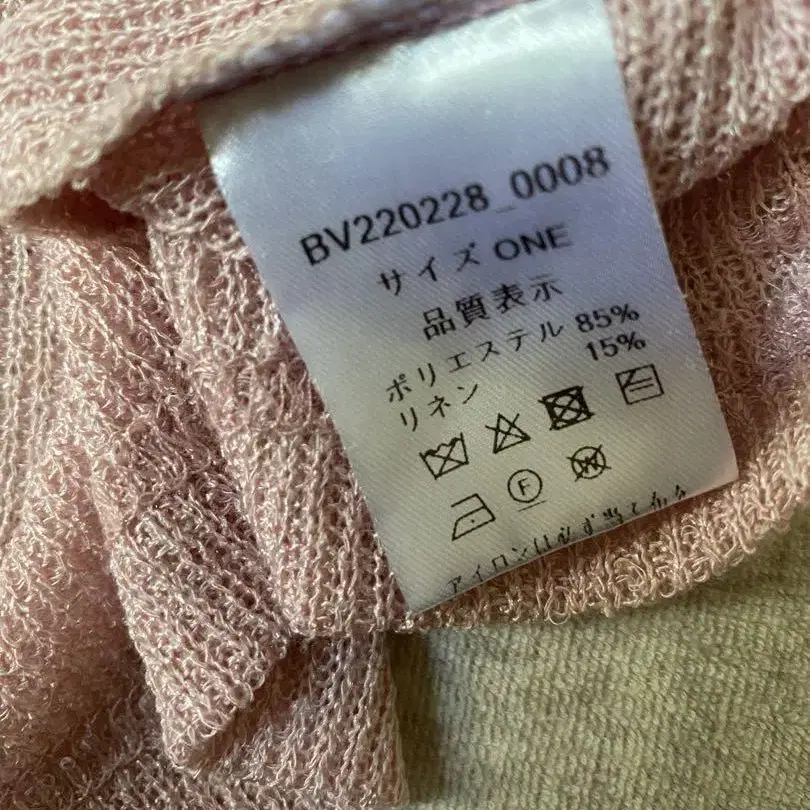 BV220228_0008
サイズ ONE
品質表示
ポリエステル 85%
リネン 15%
F
W
アイロンは必ず当て布を